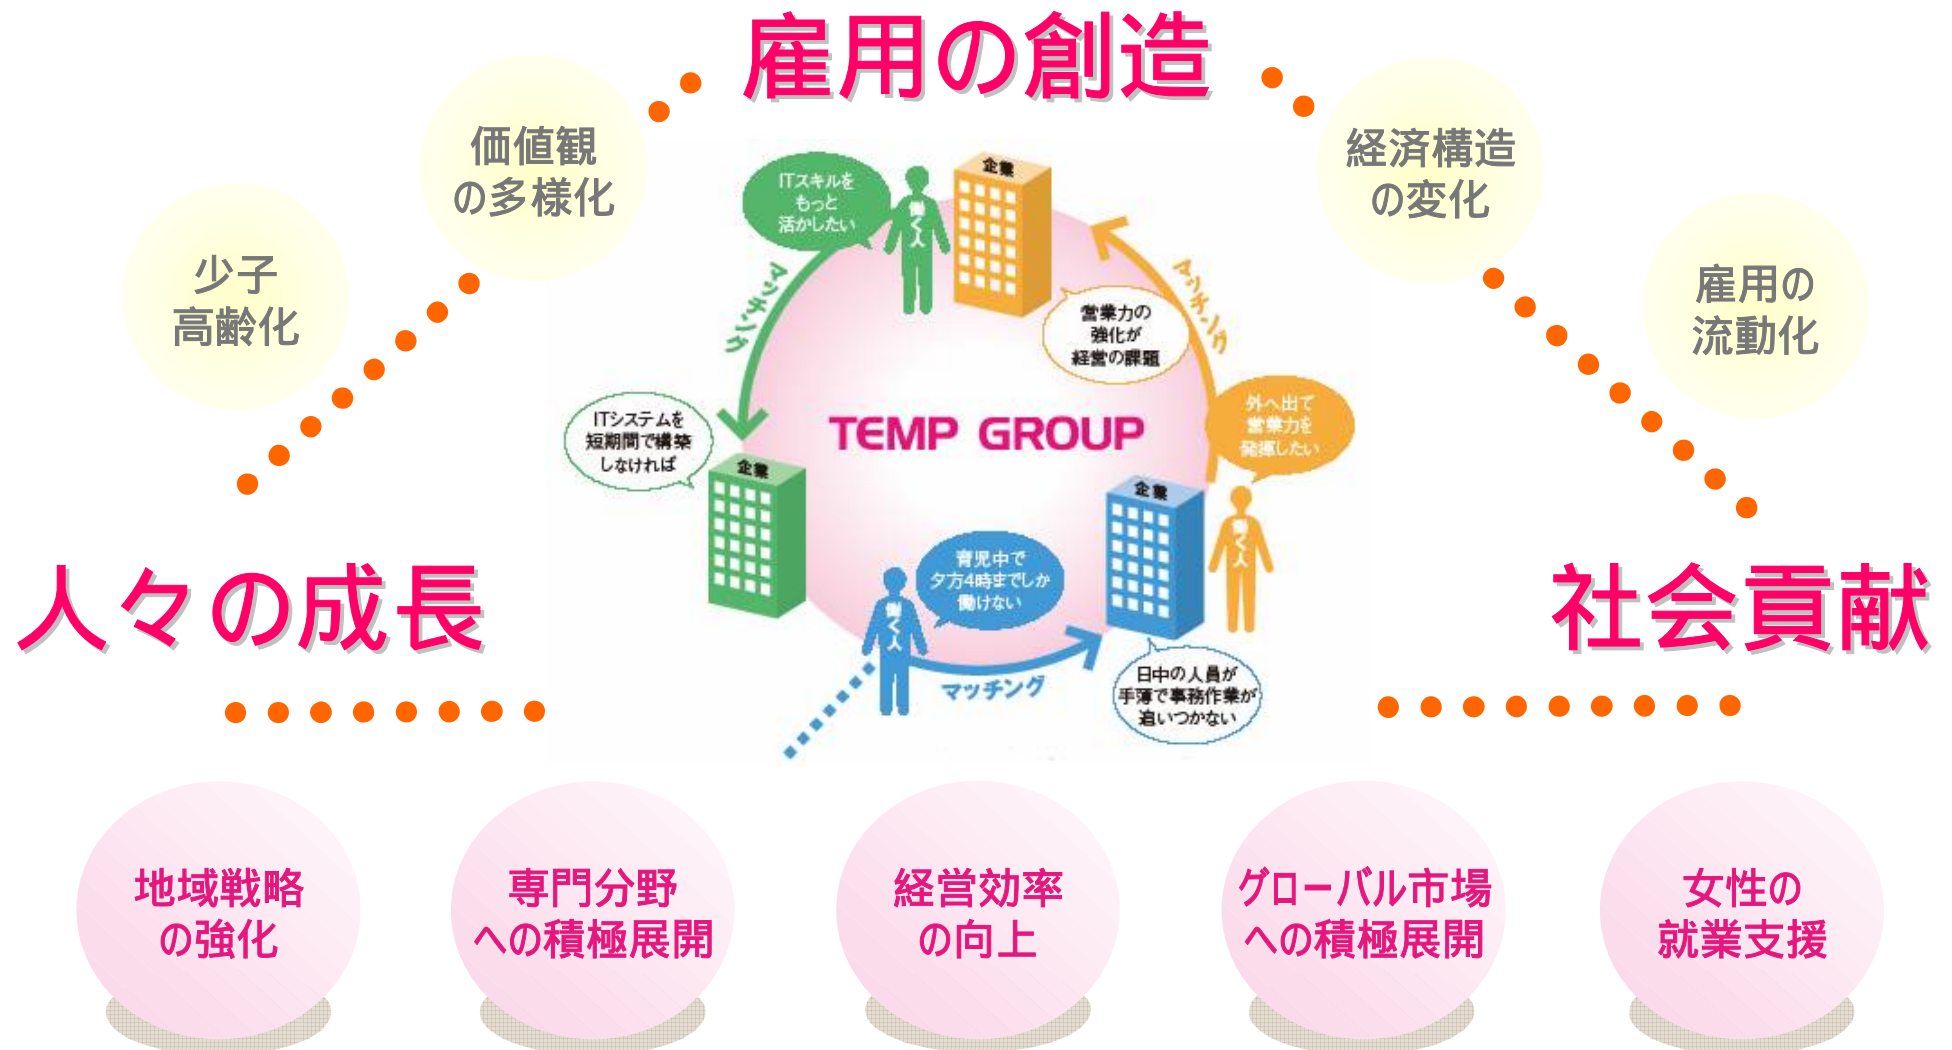 雇用の創造
価値観
の多様化
経済構造
の変化
少子
高齢化
雇用の
流動化
ITスキルを
もっと
活かしたい
働く人
企業
マッチング
マッチング
営業力の
強化が
経営の課題
ITシステムを
短期間で構築
しなければ
TEMP GROUP
外へ出て
営業力を
発揮したい
企業
企業
働く人
育児中で
夕方4時までしか
働けない
働く人
マッチング
日中の人員が
手薄で事務作業が
追いつかない
人々の成長
社会貢献
地域戦略
の強化
専門分野
への積極展開
経営効率
の向上
グローバル市場
への積極展開
女性の
就業支援